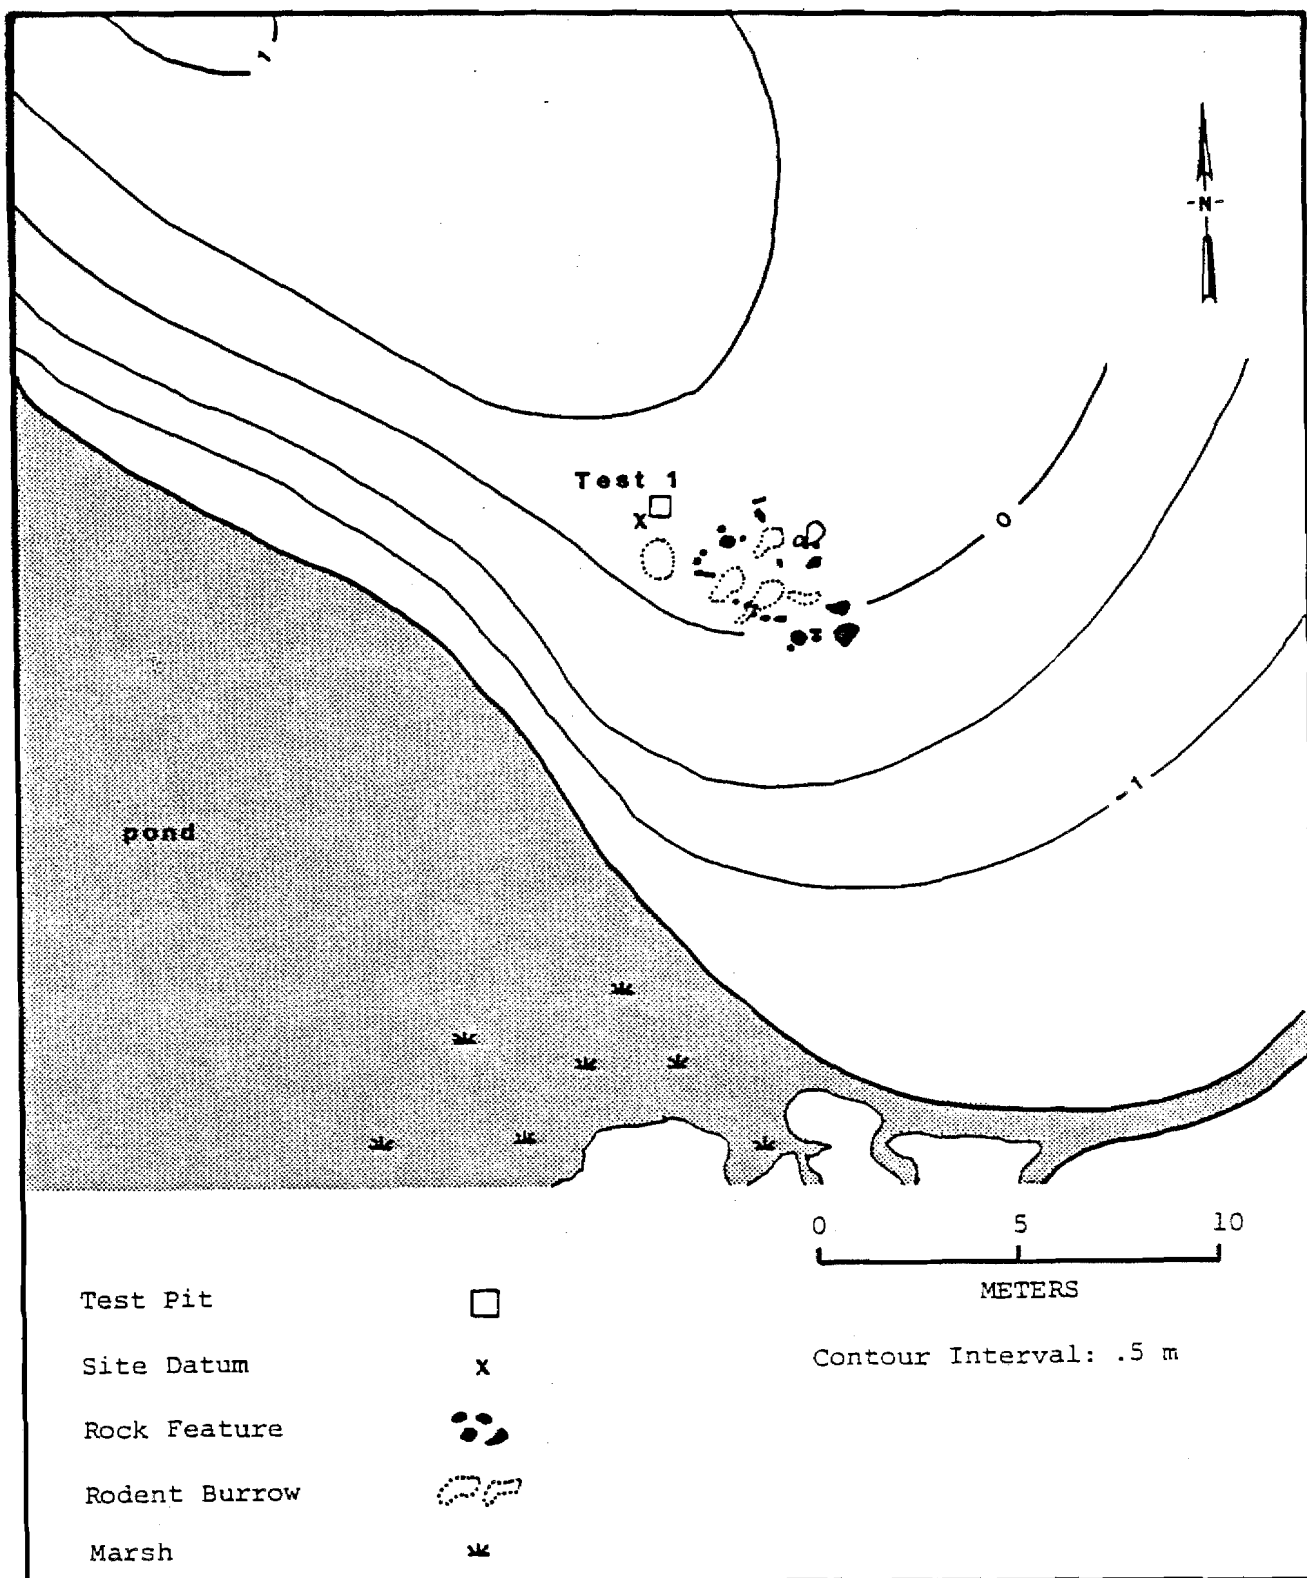 1
-N-
Test 1
X
0
-1
pond
0 5 10
METERS
Contour Interval: .5 m
Test Pit
Site Datum X
Rock Feature
Rodent Burrow
Marsh